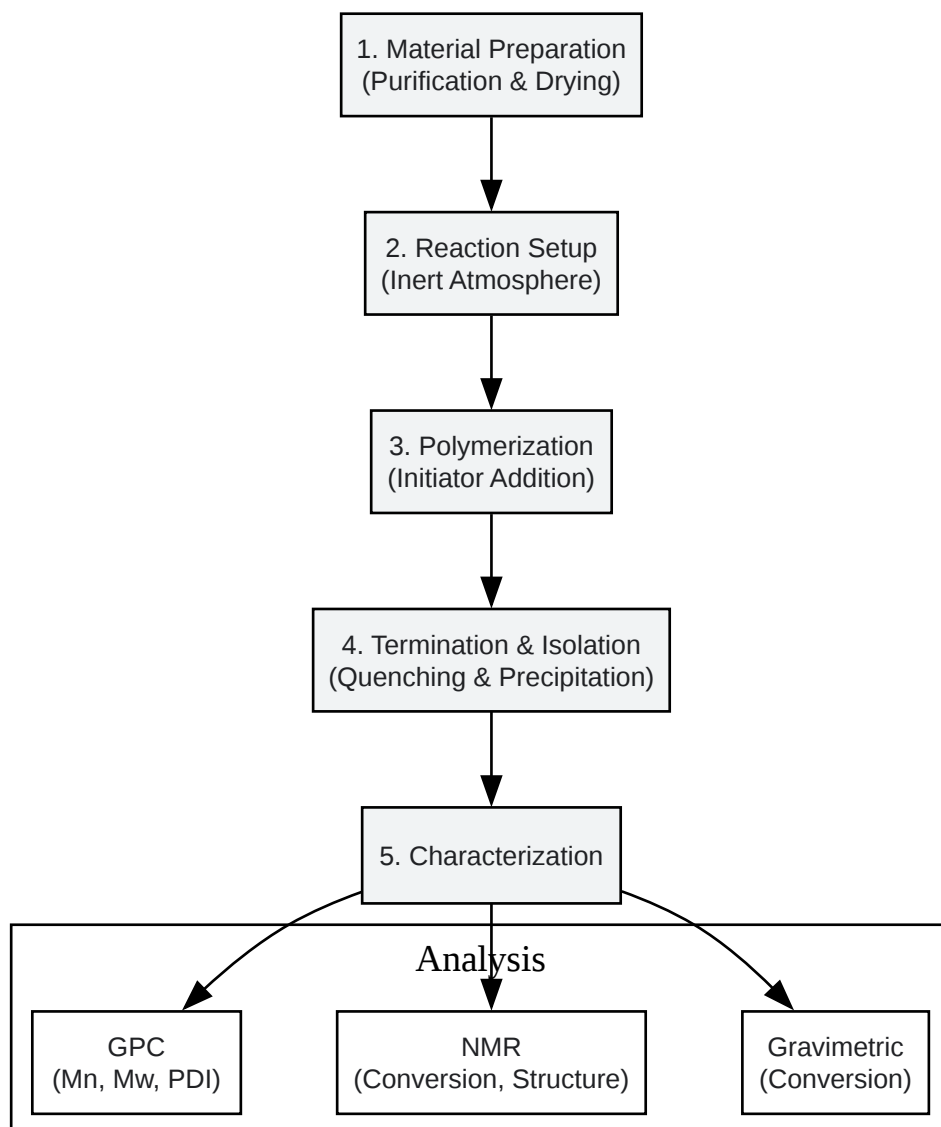 1. Material Preparation
(Purification & Drying)
2. Reaction Setup
(Inert Atmosphere)
3. Polymerization
(Initiator Addition)
4. Termination & Isolation
(Quenching & Precipitation)
5. Characterization
Analysis
GPC
(Mn, Mw, PDI)
NMR
(Conversion, Structure)
Gravimetric
(Conversion)